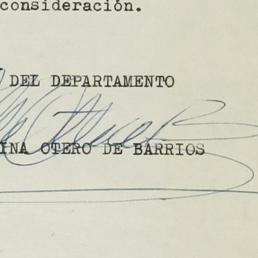 consideración.
DEL DEPARTAMENTO
INA OTERO DE BARRIOS